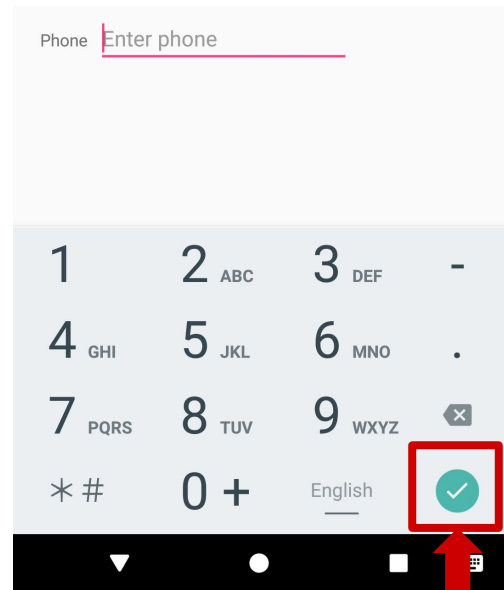 Phone Enter phone
1 2 ABC 3 DEF -
4 GHI 5 JKL 6 MNO .
7 PQRS 8 TUV 9 WXYZ
*# 0 + English